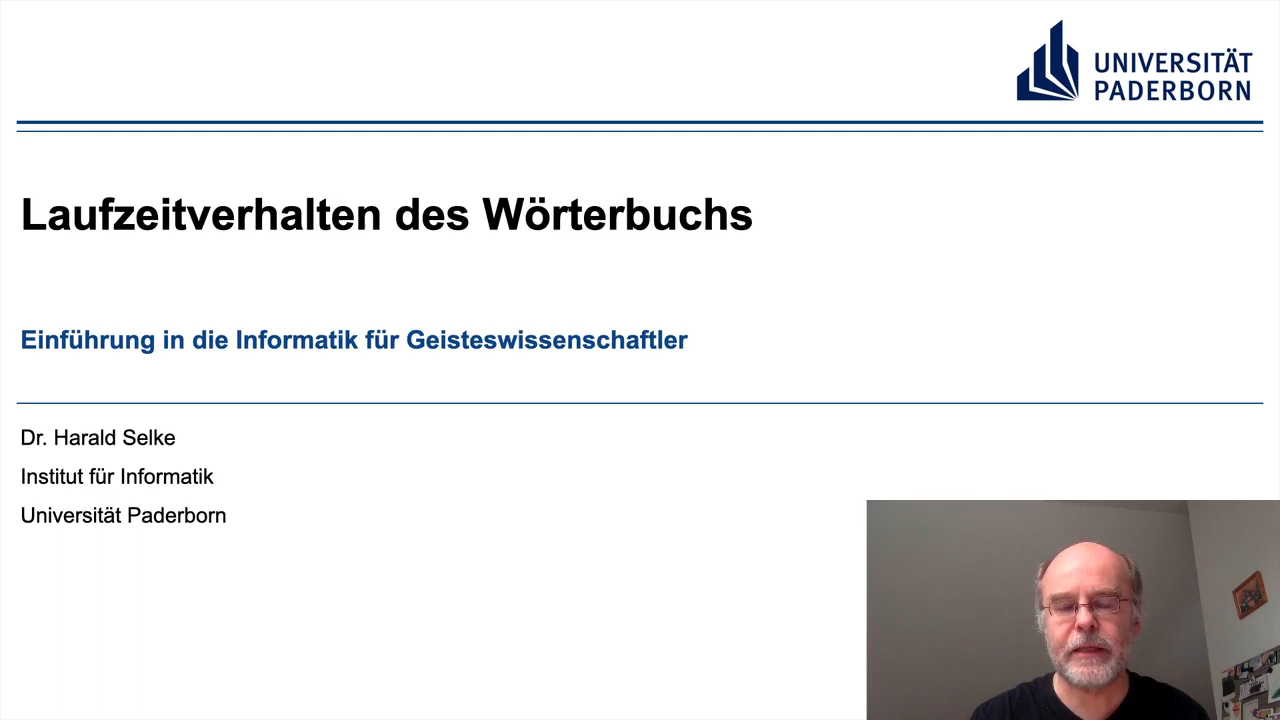 UNIVERSITÄT
PADERBORN
Laufzeitverhalten des Wörterbuchs
Einführung in die Informatik für Geisteswissenschaftler
Dr. Harald Selke
Institut für Informatik
Universität Paderborn